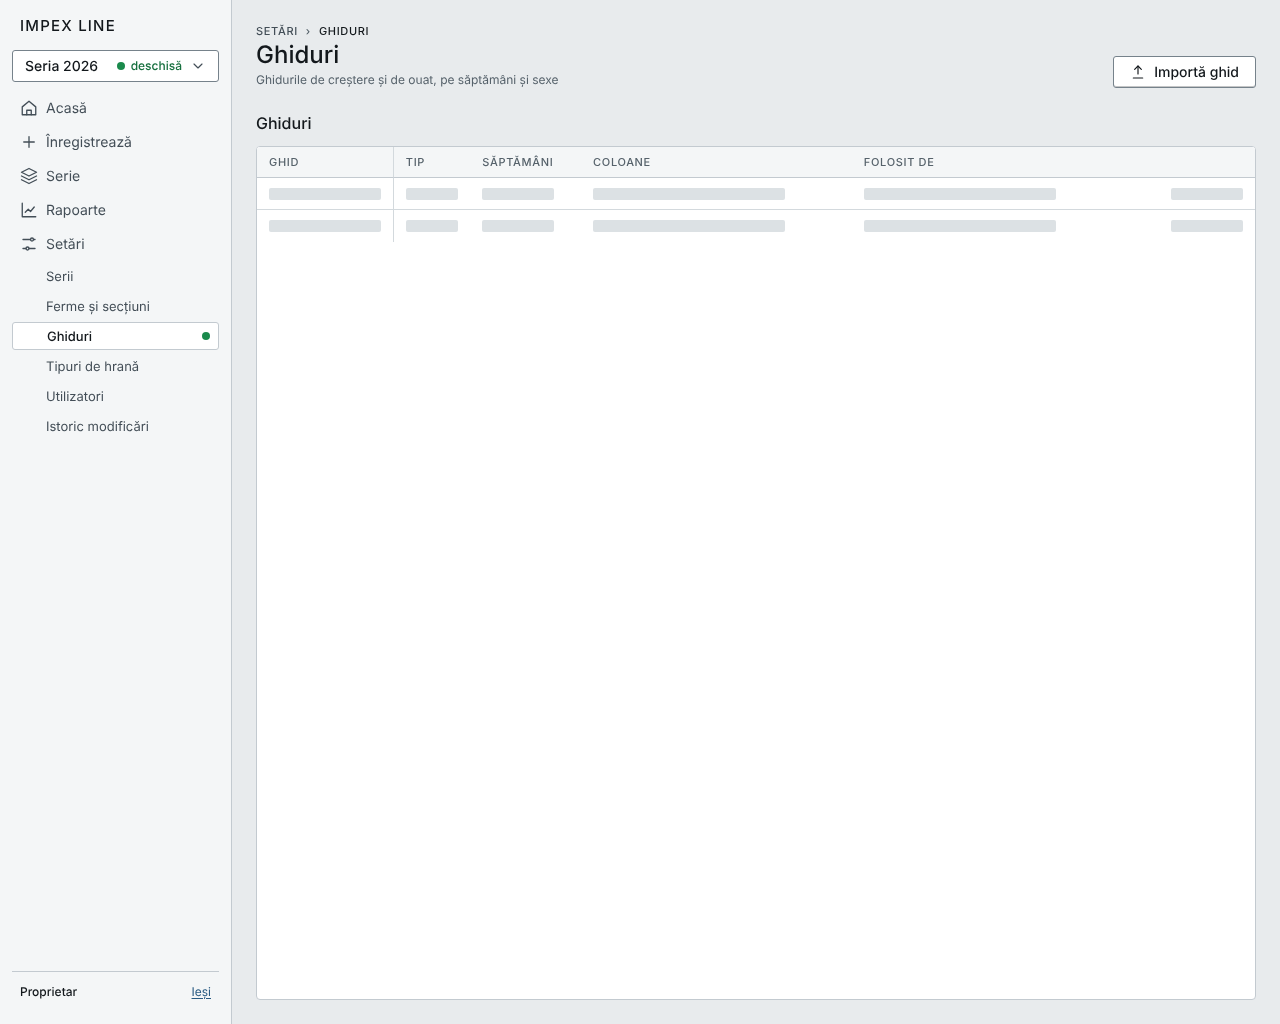 IMPEX LINE
Seria 2026 deschisă
Acasă
Înregistrează
Serie
Rapoarte
Setări
Serii
Ferme și secțiuni
Ghiduri
Tipuri de hrană
Utilizatori
Istoric modificări
Proprietar Ieși
SETĂRI › GHIDURI
Ghiduri
Ghidurile de creștere și de ouat, pe săptămâni și sexe
Importă ghid
Ghiduri
GHID TIP SĂPTĂMÂNI COLOANE FOLOSIT DE